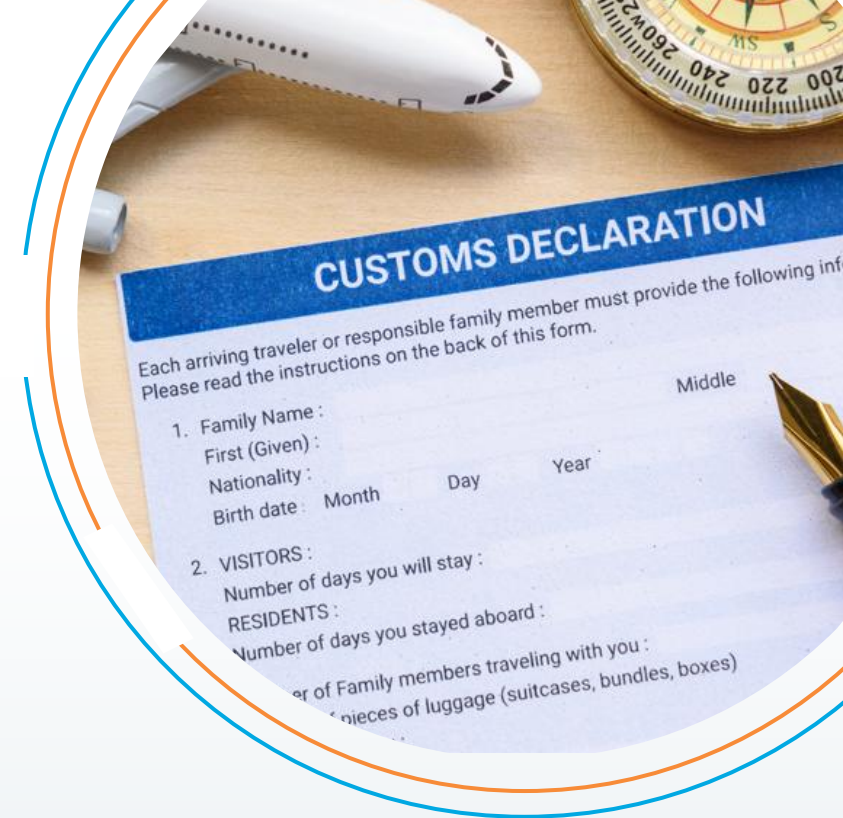 260W
240
220
200
SW
S
CUSTOMS DECLARATION
Each arriving traveler or responsible family member must provide the following inf
Please read the instructions on the back of this form.
1. Family Name : Middle
First (Given) :
Nationality :
Birth date : Month Day Year
2. VISITORS :
Number of days you will stay :
RESIDENTS :
Number of days you stayed aboard :
er of Family members traveling with you :
pieces of luggage (suitcases, bundles, boxes)